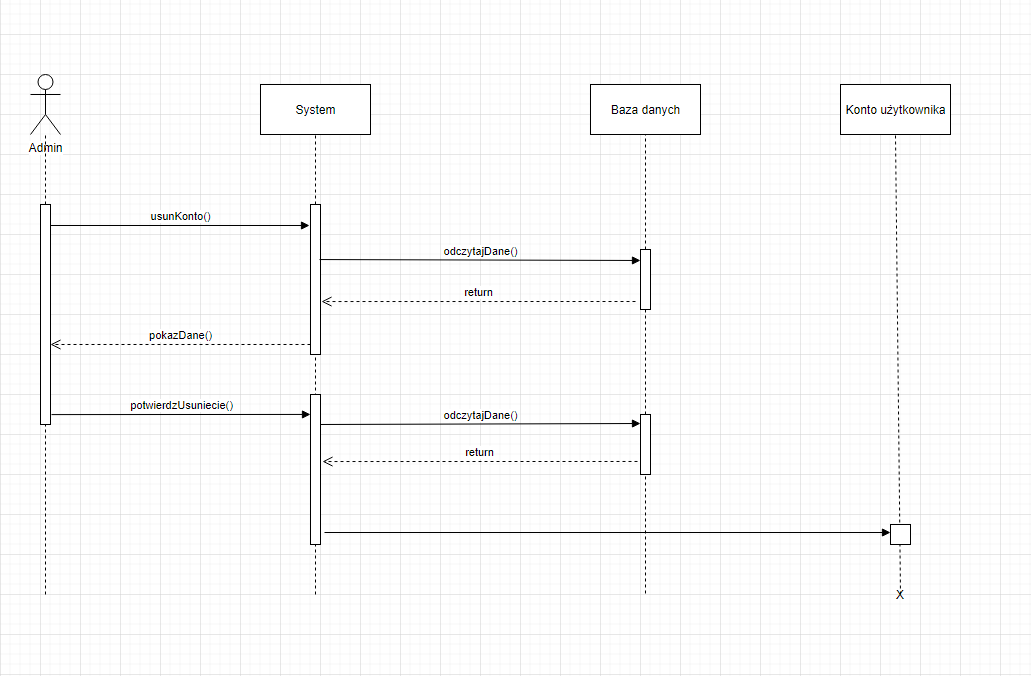 System
Baza danych
Konto użytkownika
Admin
usunKonto()
odczytajDane()
return
pokazDane()
potwierdzUsuniecie()
odczytajDane()
return
X